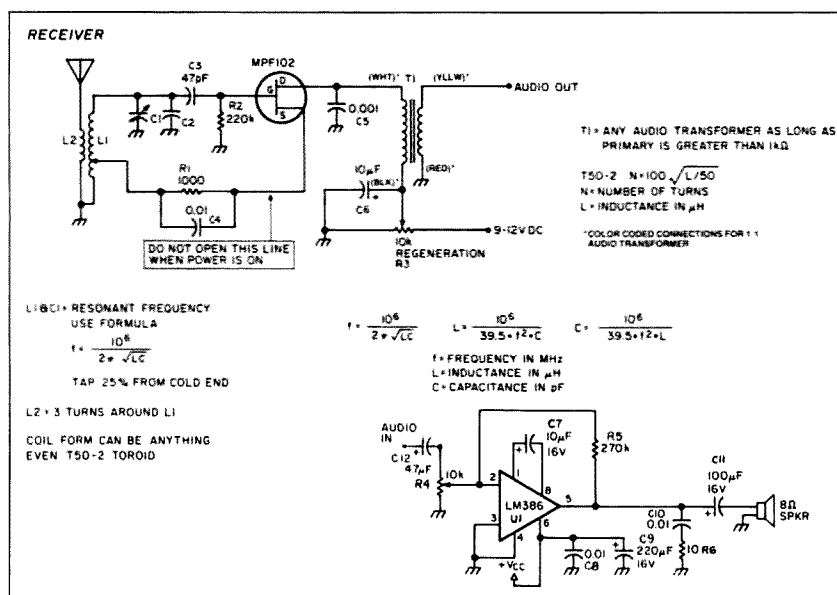 RECEIVER
C3
47pF
MPF102
D
G
S
R2
220k
C1
C2
L2
L1
R1
1000
0.01
C4
DO NOT OPEN THIS LINE
WHEN POWER IS ON
0.001
C5
(WHT)*
T1
(YLLW)*
AUDIO OUT
10µF
(BLK)*
+
C6
(RED)*
9-12V DC
10k
REGENERATION
R3
T1= ANY AUDIO TRANSFORMER AS LONG AS
PRIMARY IS GREATER THAN 1kΩ
T50-2 N=100 √L/50
N=NUMBER OF TURNS
L= INDUCTANCE IN µH
*COLOR CODED CONNECTIONS FOR 1:1
AUDIO TRANSFORMER
L1&C1= RESONANT FREQUENCY
USE FORMULA
f= 10⁶
2π √LC
TAP 25% FROM COLD END
L2= 3 TURNS AROUND L1
COIL FORM CAN BE ANYTHING
EVEN T50-2 TOROID
f= 10⁶ L= 10⁶ C= 10⁶
2π √LC 39.5•f²•C 39.5•f²•L
f=FREQUENCY IN MHz
L=INDUCTANCE IN µH
C=CAPACITANCE IN pF
AUDIO
IN
+
C12
47µF
R4
10k
C7
+
10µF
16V
R5
270k
2
1
8
LM386
U1
5
3
4
6
+VCC
0.01
C8
+
C9
220µF
16V
C10
0.01
10 R6
C11
100µF
16V
+
8Ω
SPKR